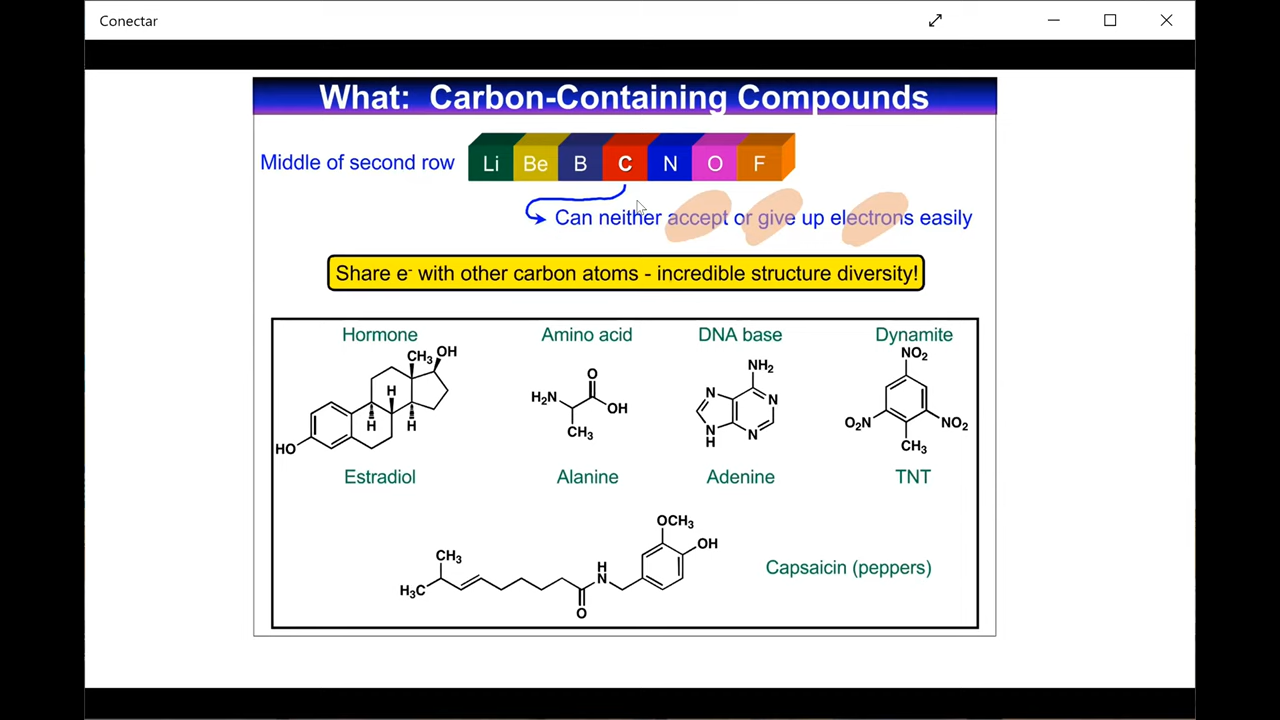 Conectar
What: Carbon-Containing Compounds
Middle of second row
Li Be B C N O F
Can neither accept or give up electrons easily
Share e- with other carbon atoms - incredible structure diversity!
Hormone Amino acid DNA base Dynamite
CH3 OH
H
H
H
HO
Estradiol
O
H2N
OH
CH3
Alanine
NH2
N
N
N
H
N
Adenine
NO2
O2N
NO2
CH3
TNT
OCH3
OH
CH3
H3C
H
N
O
Capsaicin (peppers)